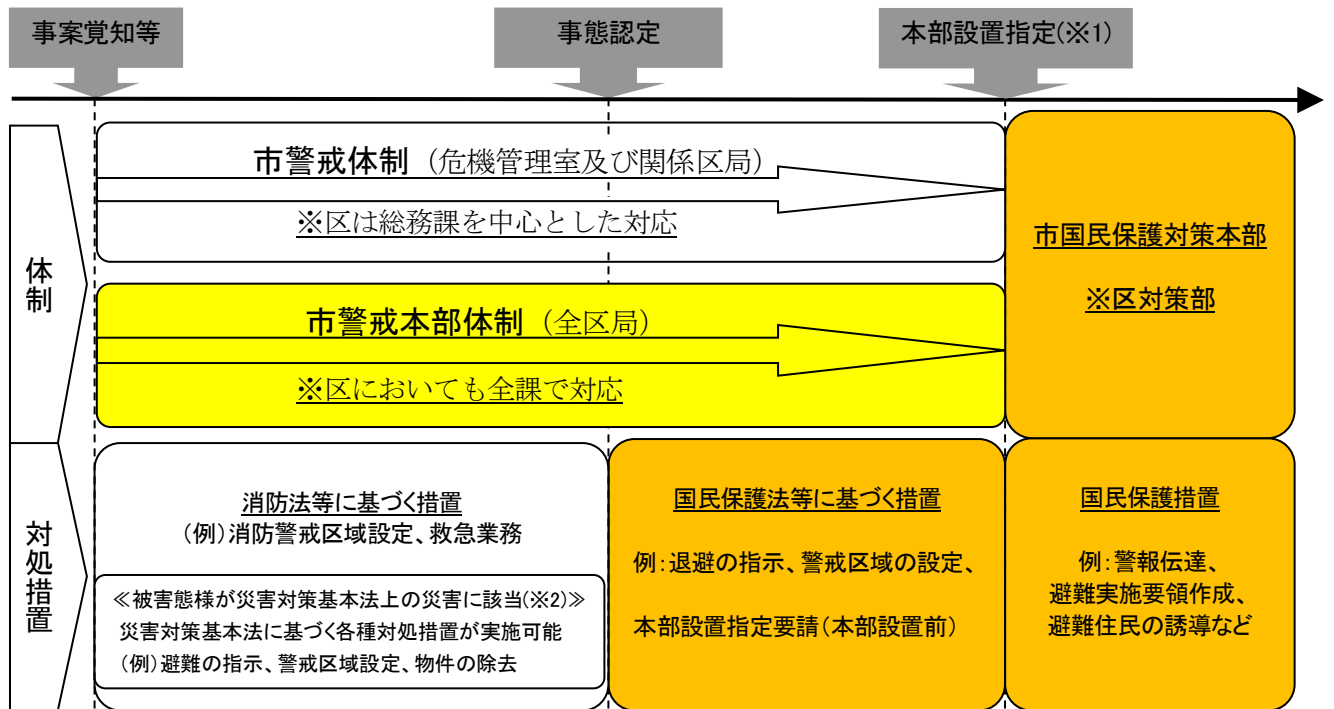 事案覚知等
事態認定
本部設置指定(※1)
体制
市警戒体制（危機管理室及び関係区局）
※区は総務課を中心とした対応
市警戒本部体制（全区局）
※区においても全課で対応
市国民保護対策本部
※区対策部
対処措置
消防法等に基づく措置
(例)消防警戒区域設定、救急業務
≪被害態様が災害対策基本法上の災害に該当(※2)≫
災害対策基本法に基づく各種対処措置が実施可能
(例)避難の指示、警戒区域設定、物件の除去
国民保護法等に基づく措置
例：退避の指示、警戒区域の設定、
本部設置指定要請(本部設置前)
国民保護措置
例：警報伝達、
避難実施要領作成、
避難住民の誘導など